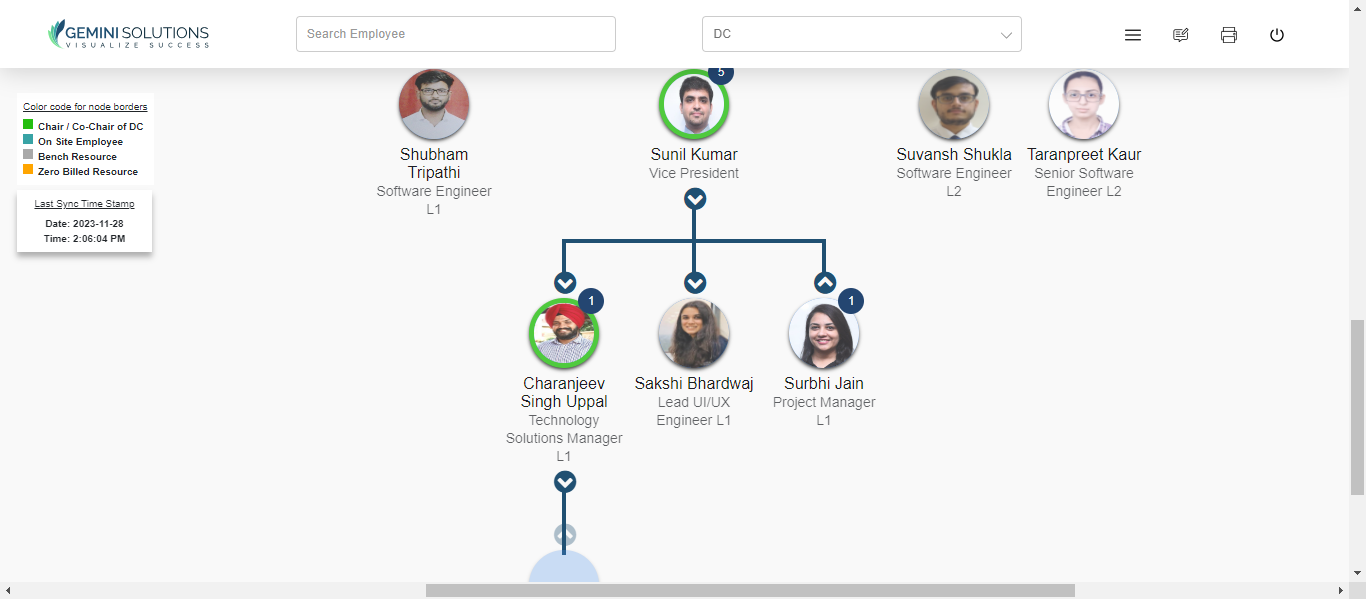 GEMINI SOLUTIONS
VISUALIZE SUCCESS
Search Employee
DC
Color code for node borders
Chair / Co-Chair of DC
On Site Employee
Bench Resource
Zero Billed Resource
Last Sync Time Stamp
Date: 2023-11-28
Time: 2:06:04 PM
Shubham
Tripathi
Software Engineer
L1
5
Sunil Kumar
Vice President
Suvansh Shukla
Software Engineer
L2
Taranpreet Kaur
Senior Software
Engineer L2
1
Charanjeev
Singh Uppal
Technology
Solutions Manager
L1
Sakshi Bhardwaj
Lead UI/UX
Engineer L1
1
Surbhi Jain
Project Manager
L1